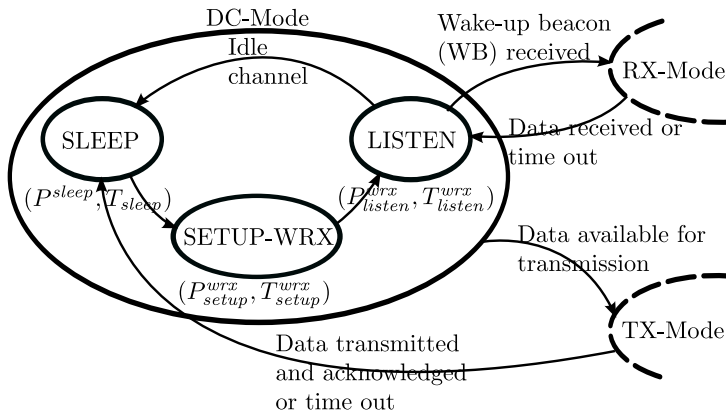 DC-Mode
Idle
channel
Wake-up beacon
(WB) received
RX-Mode
SLEEP
LISTEN
Data received or
time out
(P^{sleep}, T_{sleep})
(P^{wrx}_{listen}, T^{wrx}_{listen})
SETUP-WRX
(P^{wrx}_{setup}, T^{wrx}_{setup})
Data available for
transmission
TX-Mode
Data transmitted
and acknowledged
or time out